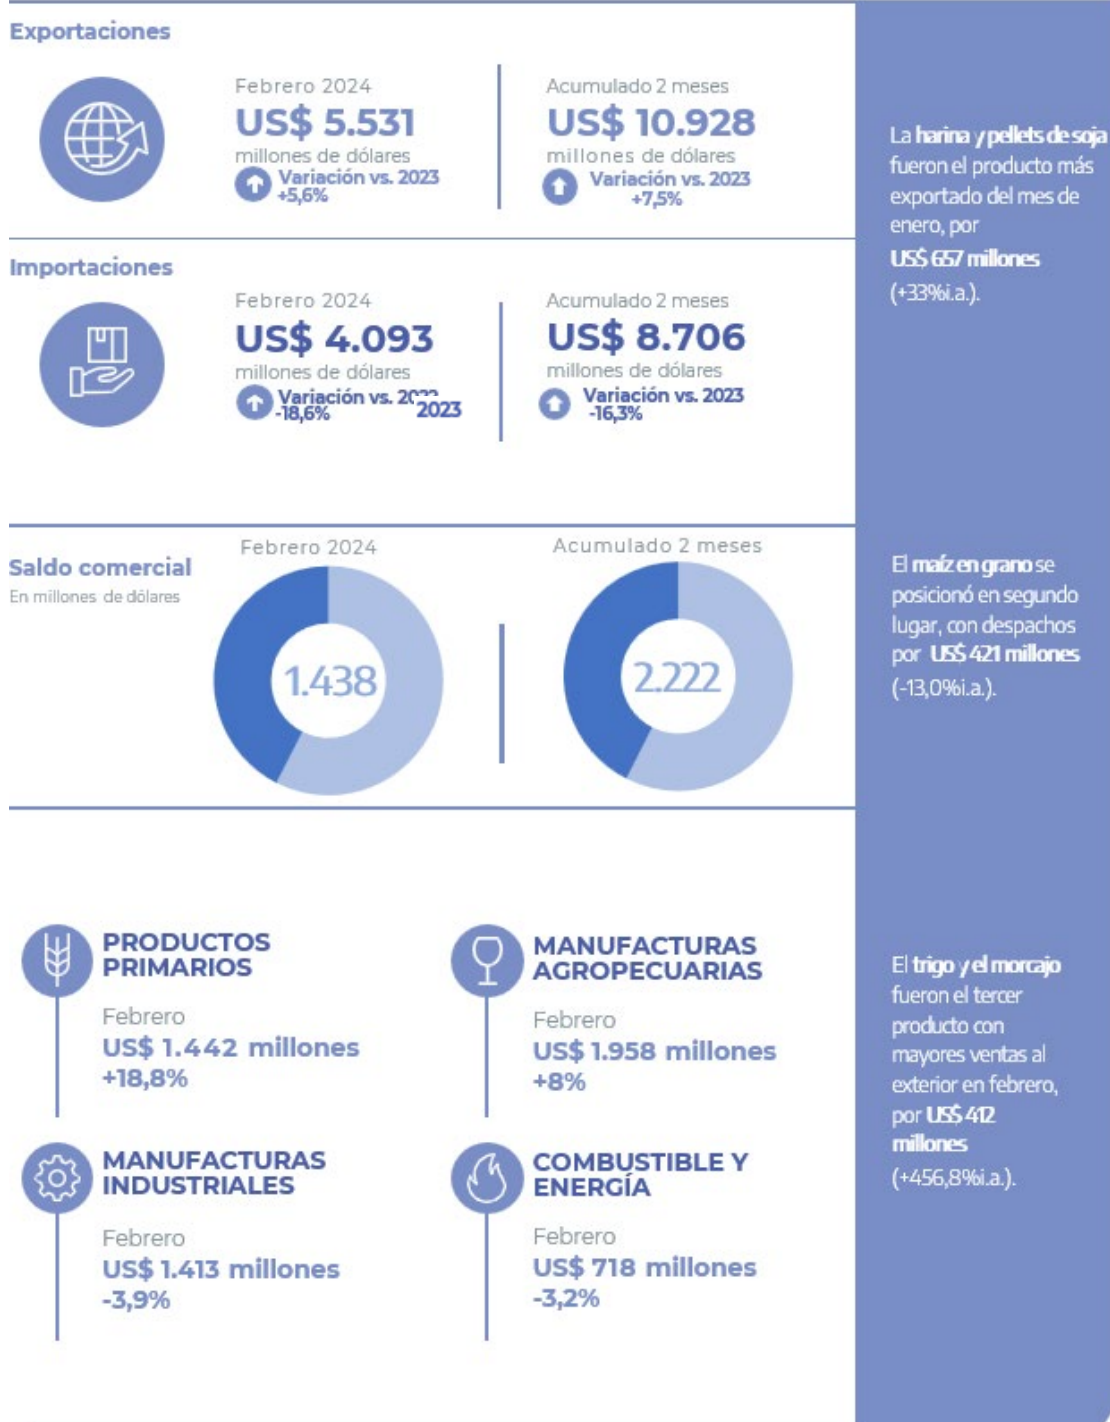 Exportaciones
Febrero 2024
US$ 5.531
millones de dólares
Variación vs. 2023
+5,6%
Acumulado 2 meses
US$ 10.928
millones de dólares
Variación vs. 2023
+7,5%
Importaciones
Febrero 2024
US$ 4.093
millones de dólares
Variación vs.
-18,6%
2023
Acumulado 2 meses
US$ 8.706
millones de dólares
Variación vs. 2023
-16,3%
Saldo comercial
En millones de dólares
Febrero 2024
1.438
Acumulado 2 meses
2.222
PRODUCTOS
PRIMARIOS
Febrero
US$ 1.442 millones
+18,8%
MANUFACTURAS
AGROPECUARIAS
Febrero
US$ 1.958 millones
+8%
MANUFACTURAS
INDUSTRIALES
Febrero
US$ 1.413 millones
-3,9%
COMBUSTIBLE Y
ENERGÍA
Febrero
US$ 718 millones
-3,2%
La harina y pellets de soja
fueron el producto más
exportado del mes de
enero, por
US$ 657 millones
(+33%i.a.).
El maíz en grano se
posicionó en segundo
lugar, con despachos
por US$ 421 millones
(-13,0%i.a.).
El trigo y el morcajo
fueron el tercer
producto con
mayores ventas al
exterior en febrero,
por US$ 412
millones
(+456,8%i.a.).